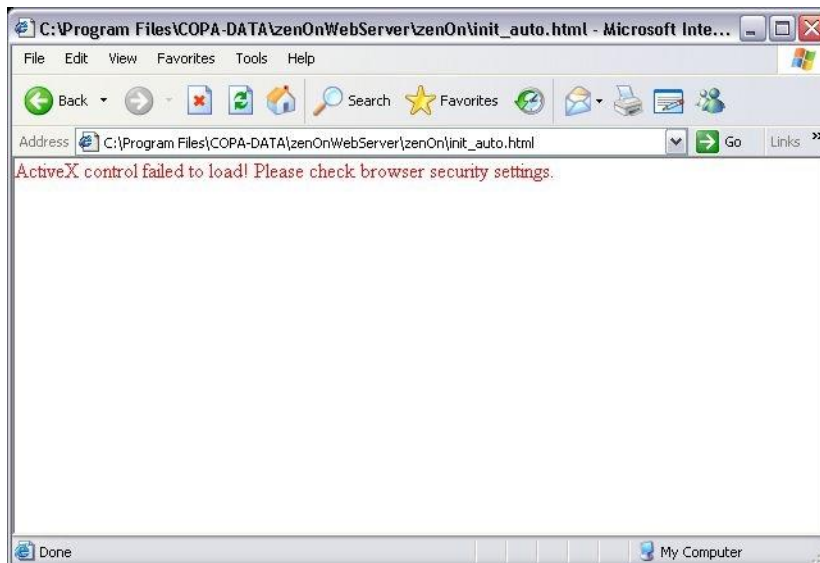 C:\Program Files\COPA-DATA\zenOnWebServer\zenOn\init_auto.html - Microsoft Inte...
File Edit View Favorites Tools Help
Back Search Favorites
Address C:\Program Files\COPA-DATA\zenOnWebServer\zenOn\init_auto.html Go Links »
ActiveX control failed to load! Please check browser security settings.
Done My Computer